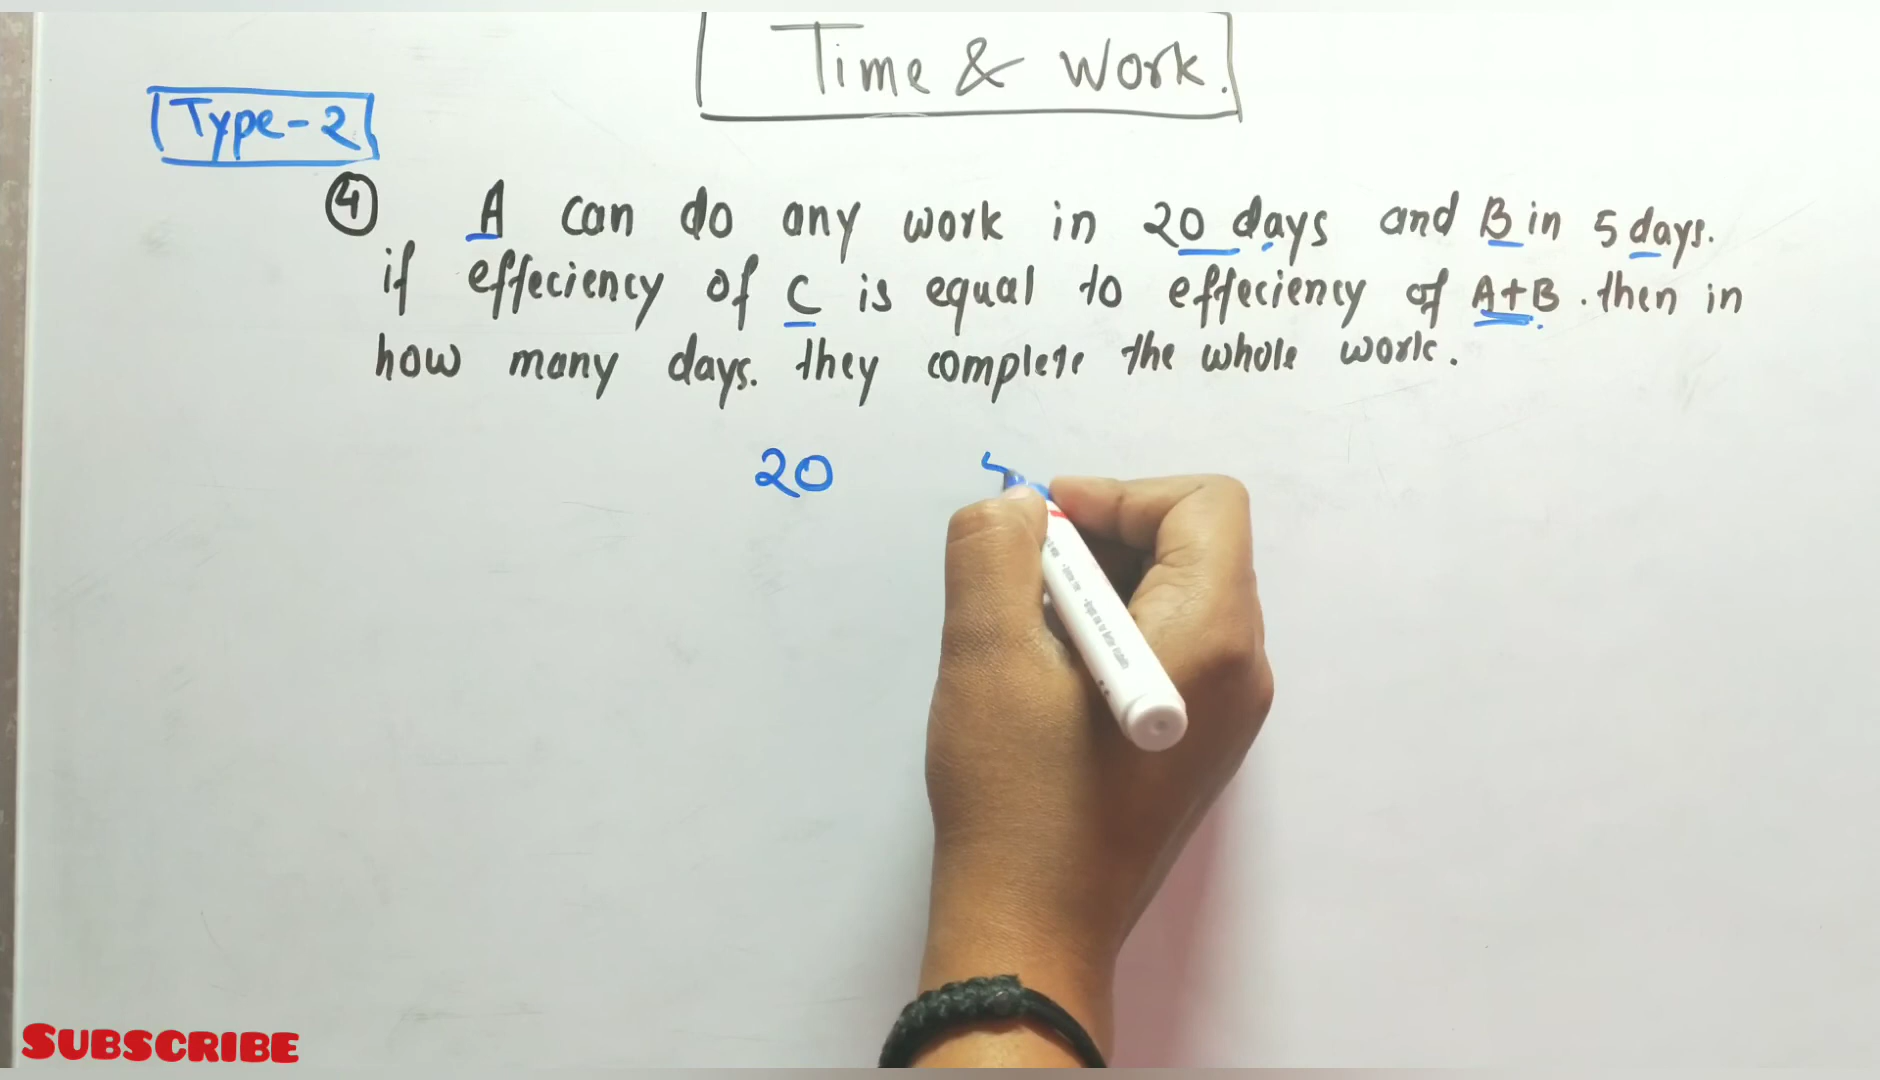 Time & Work.
Type-2
4 A can do any work in 20 days and B in 5 days.
if effeciency of C is equal to effeciency of A+B. then in
how many days. they complete the whole work.
20
SUBSCRIBE